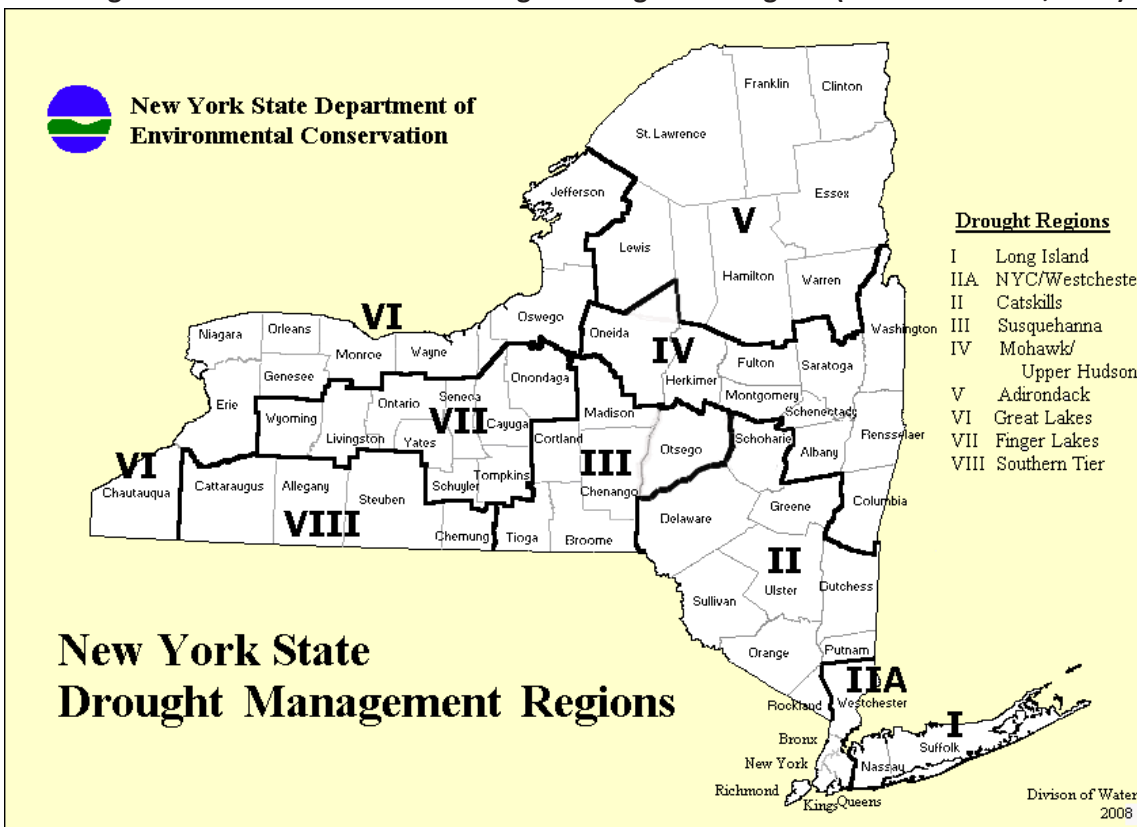 New York State Department of
Environmental Conservation
Franklin
Clinton
St. Lawrence
Jefferson
Essex
V
Lewis
Hamilton
Warren
Drought Regions
I Long Island
IIA NYC/Westcheste
II Catskills
III Susquehanna
IV Mohawk/
Upper Hudson
V Adirondack
VI Great Lakes
VII Finger Lakes
VIII Southern Tier
VI
Oswego
Oneida
Washington
Niagara
Orleans
Monroe
Wayne
IV
Fulton
Saratoga
Genesee
Onondaga
Herkimer
Montgomery
Erie
Wyoming
Ontario
Seneca
VII
Cayuga
Madison
Schenectady
Livingston
Yates
Cortland
Otsego
Schoharie
Albany
Rensselaer
VI
III
Chautauqua
Cattaraugus
Allegany
Steuben
Schuyler
Tompkins
Chenango
Columbia
VIII
Chemung
Tioga
Broome
Delaware
Greene
II
Ulster
Dutchess
Sullivan
New York State
Drought Management Regions
Orange
Putnam
IIA
Westchester
Rockland
I
Suffolk
Bronx
New York
Nassau
Richmond
Kings
Queens
Divison of Water
2008